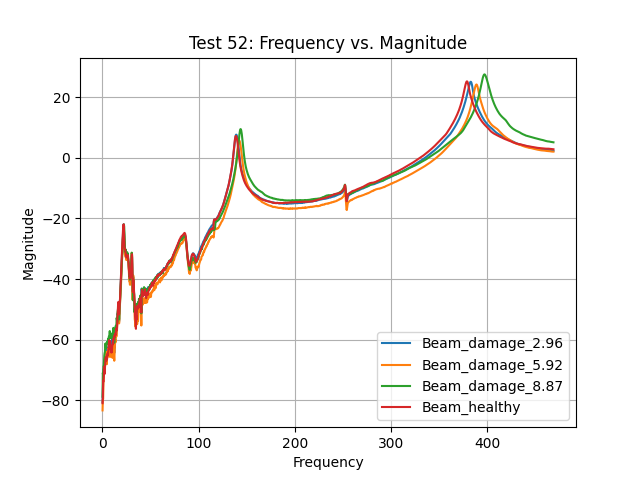 Test 52: Frequency vs. Magnitude
20
0
−20
−40
−60
−80
Magnitude
0
100
200
300
400
Frequency
Beam_damage_2.96
Beam_damage_5.92
Beam_damage_8.87
Beam_healthy